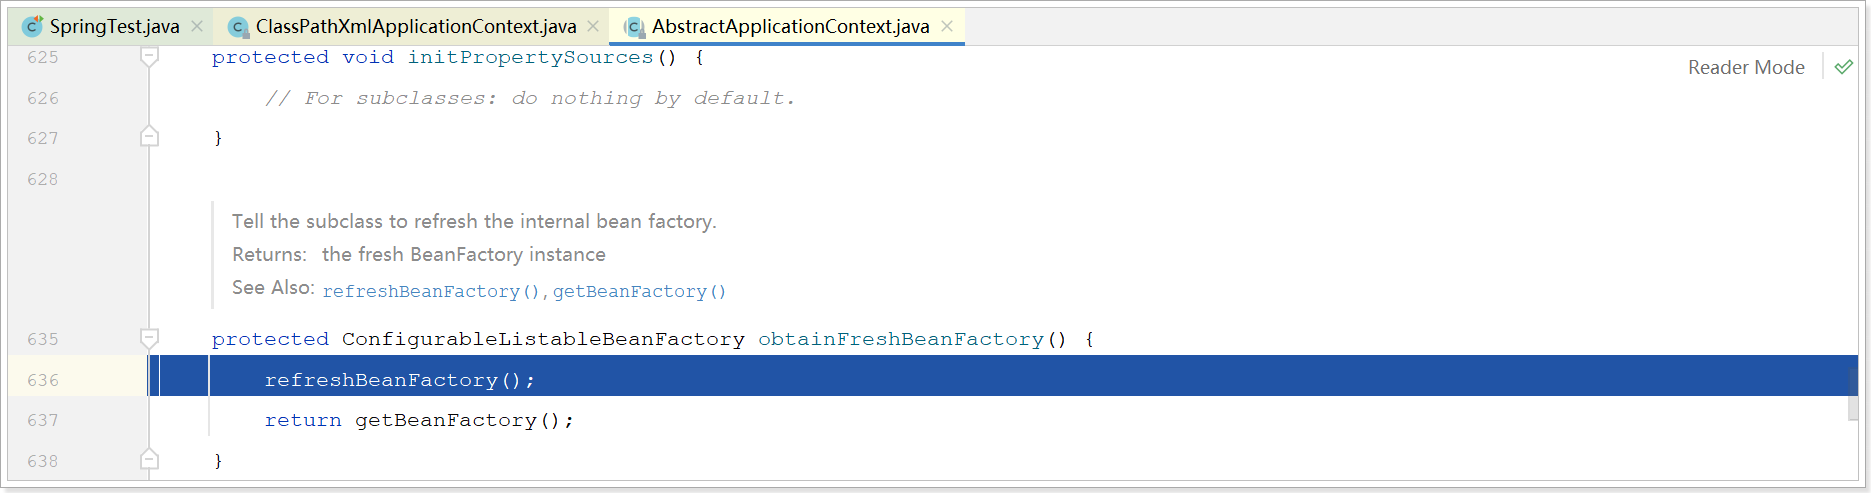 SpringTest.java ClassPathXmlApplicationContext.java AbstractApplicationContext.java
625 protected void initPropertySources() {
Reader Mode
626 // For subclasses: do nothing by default.
627 }
628
Tell the subclass to refresh the internal bean factory.
Returns: the fresh BeanFactory instance
See Also: refreshBeanFactory(), getBeanFactory()
635 protected ConfigurableListableBeanFactory obtainFreshBeanFactory() {
636 refreshBeanFactory();
637 return getBeanFactory();
638 }